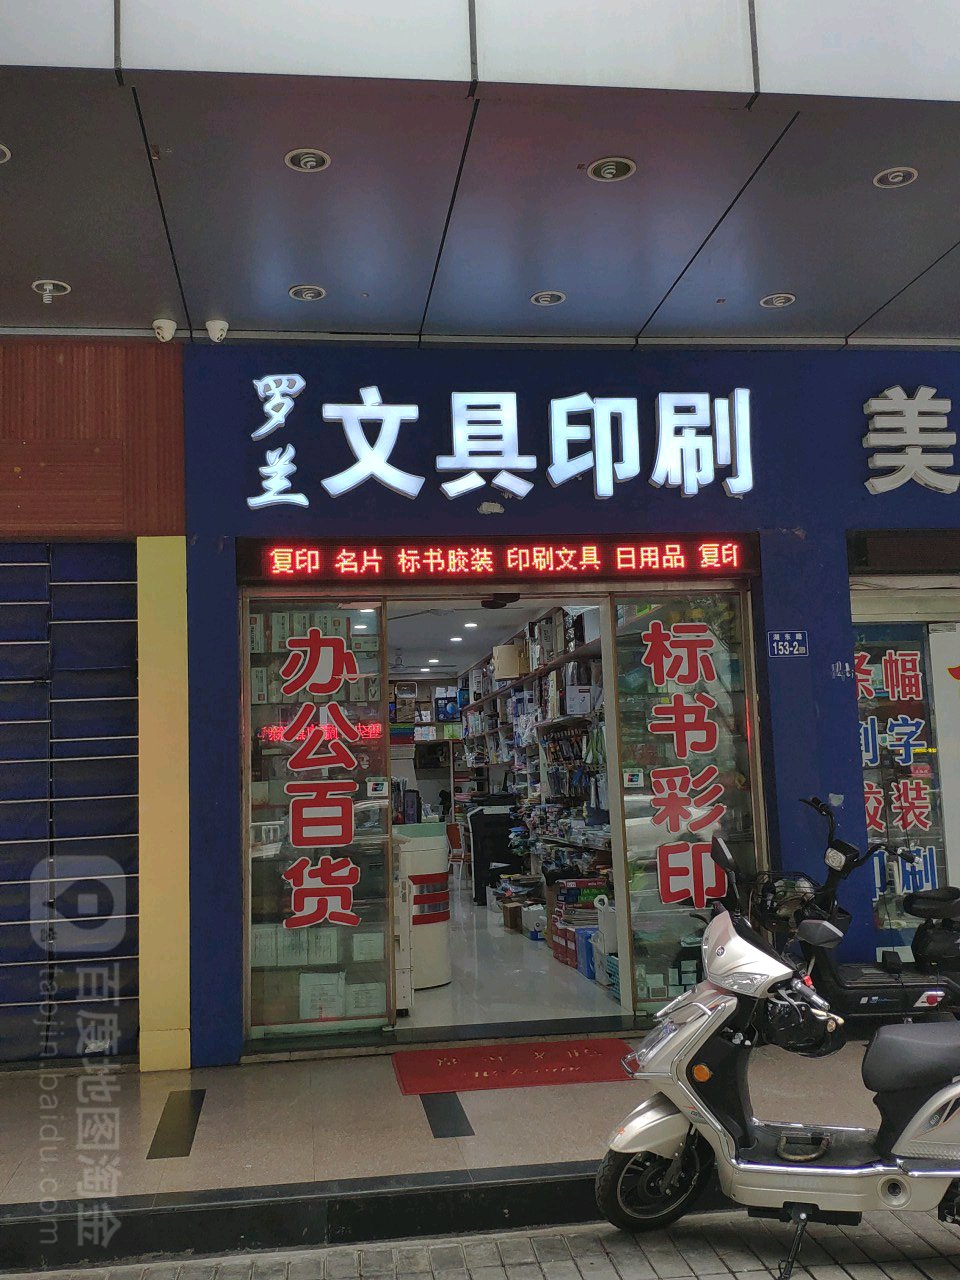 罗兰
文具印刷
美
复印 名片 标书胶装 印刷文具 日用品 复印
办公百货
标书彩印
湖东路
153-2
条幅
刻字
胶装
印刷
百度地图淘金
taojin.baidu.com